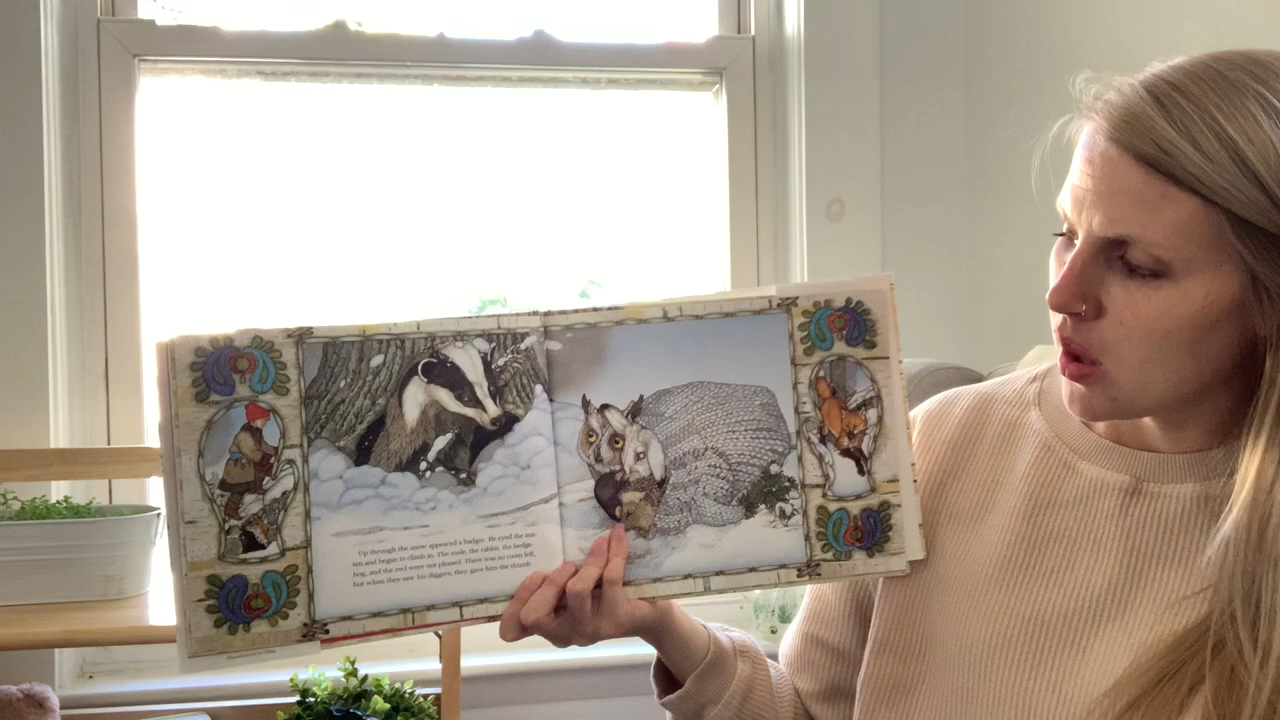 Up through the snow appeared a badger. He eyed the mit-
ten and began to climb in. The mole, the rabbit, the hedge-
hog, and the owl were not pleased. There was no room left,
but when they saw his diggers, they gave him the thumb.